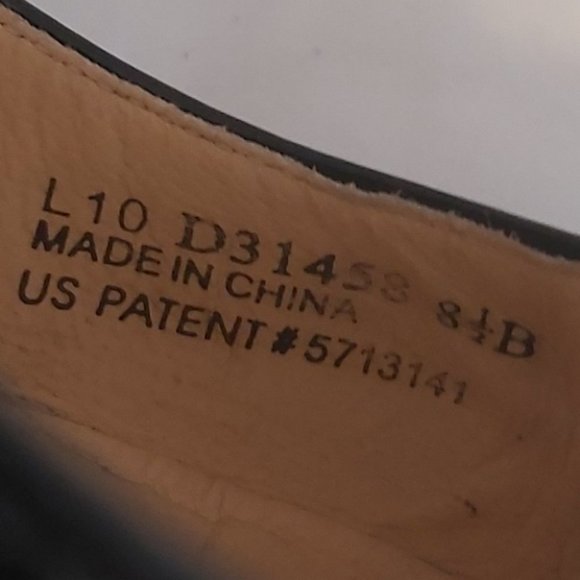 L10 D31458 8½B
MADE IN CHINA
US PATENT # 5713141